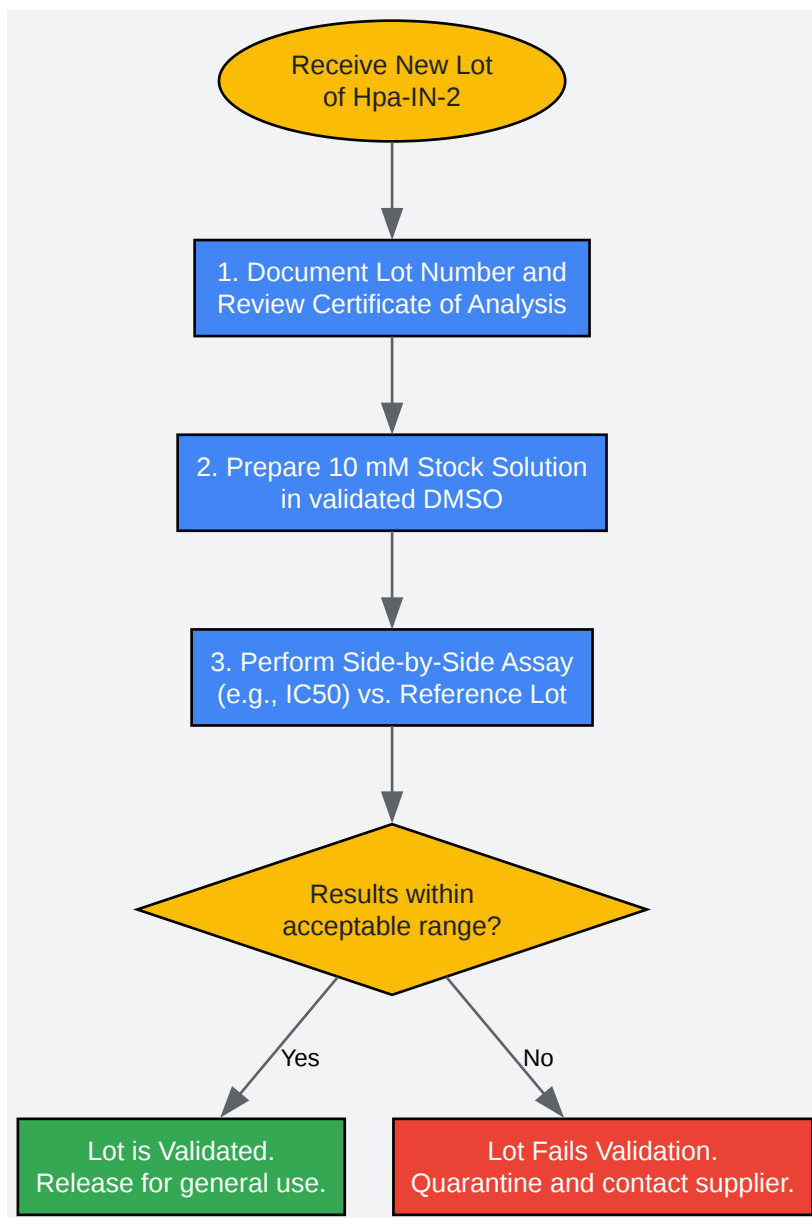 Receive New Lot
of Hpa-IN-2
1. Document Lot Number and
Review Certificate of Analysis
2. Prepare 10 mM Stock Solution
in validated DMSO
3. Perform Side-by-Side Assay
(e.g., IC50) vs. Reference Lot
Results within
acceptable range?
Yes
No
Lot is Validated.
Release for general use.
Lot Fails Validation.
Quarantine and contact supplier.